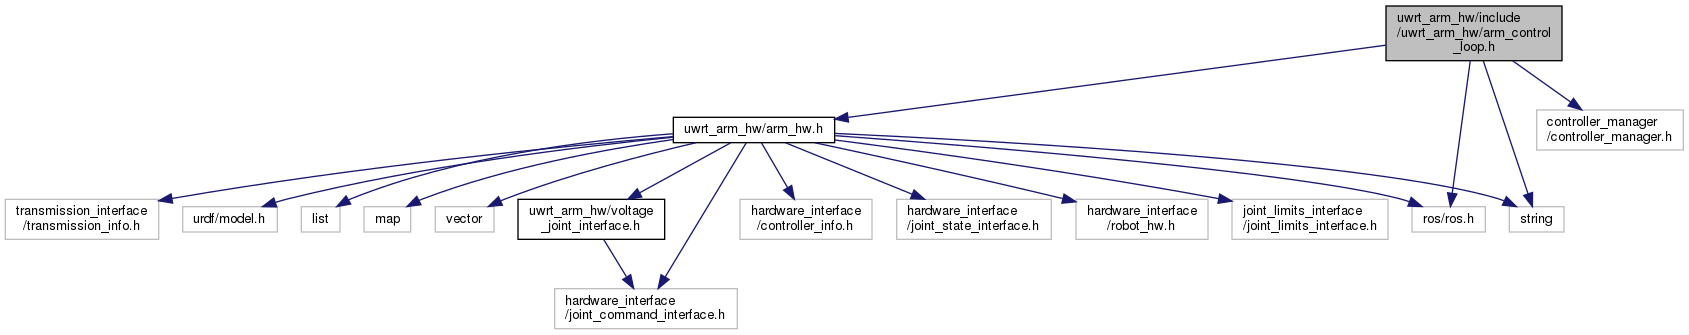 uwrt_arm_hw/include
/uwrt_arm_hw/arm_control
_loop.h
uwrt_arm_hw/arm_hw.h
controller_manager
/controller_manager.h
transmission_interface
/transmission_info.h
urdf/model.h
list
map
vector
uwrt_arm_hw/voltage
_joint_interface.h
hardware_interface
/controller_info.h
hardware_interface
/joint_state_interface.h
hardware_interface
/robot_hw.h
joint_limits_interface
/joint_limits_interface.h
ros/ros.h
string
hardware_interface
/joint_command_interface.h